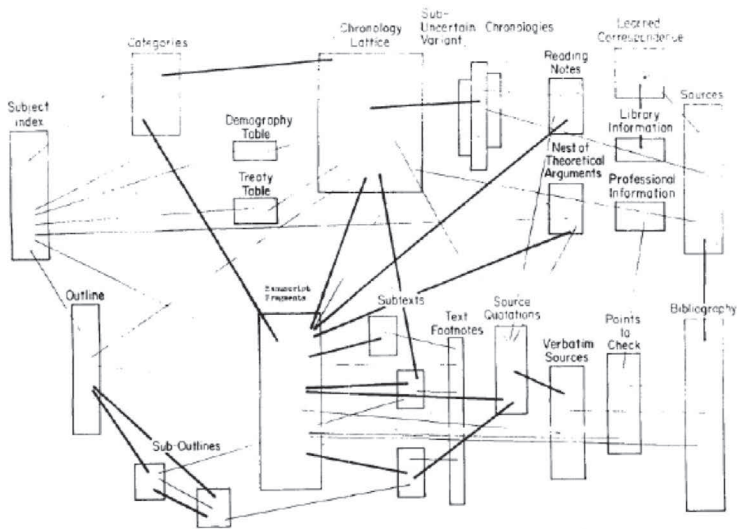 Categories
Chronology
Lattice
Sub-
Uncertain
Variant
Chronologies
Reading
Notes
Learned
Correspondence
Sources
Subject
index
Demography
Table
Treaty
Table
Nest of
Theoretical
Arguments
Library
Information
Professional
Information
Outline
Manuscript
Fragments
Subtexts
Text
Footnotes
Source
Quotations
Verbatim
Sources
Points
to
Check
Bibliography
Sub-Outlines